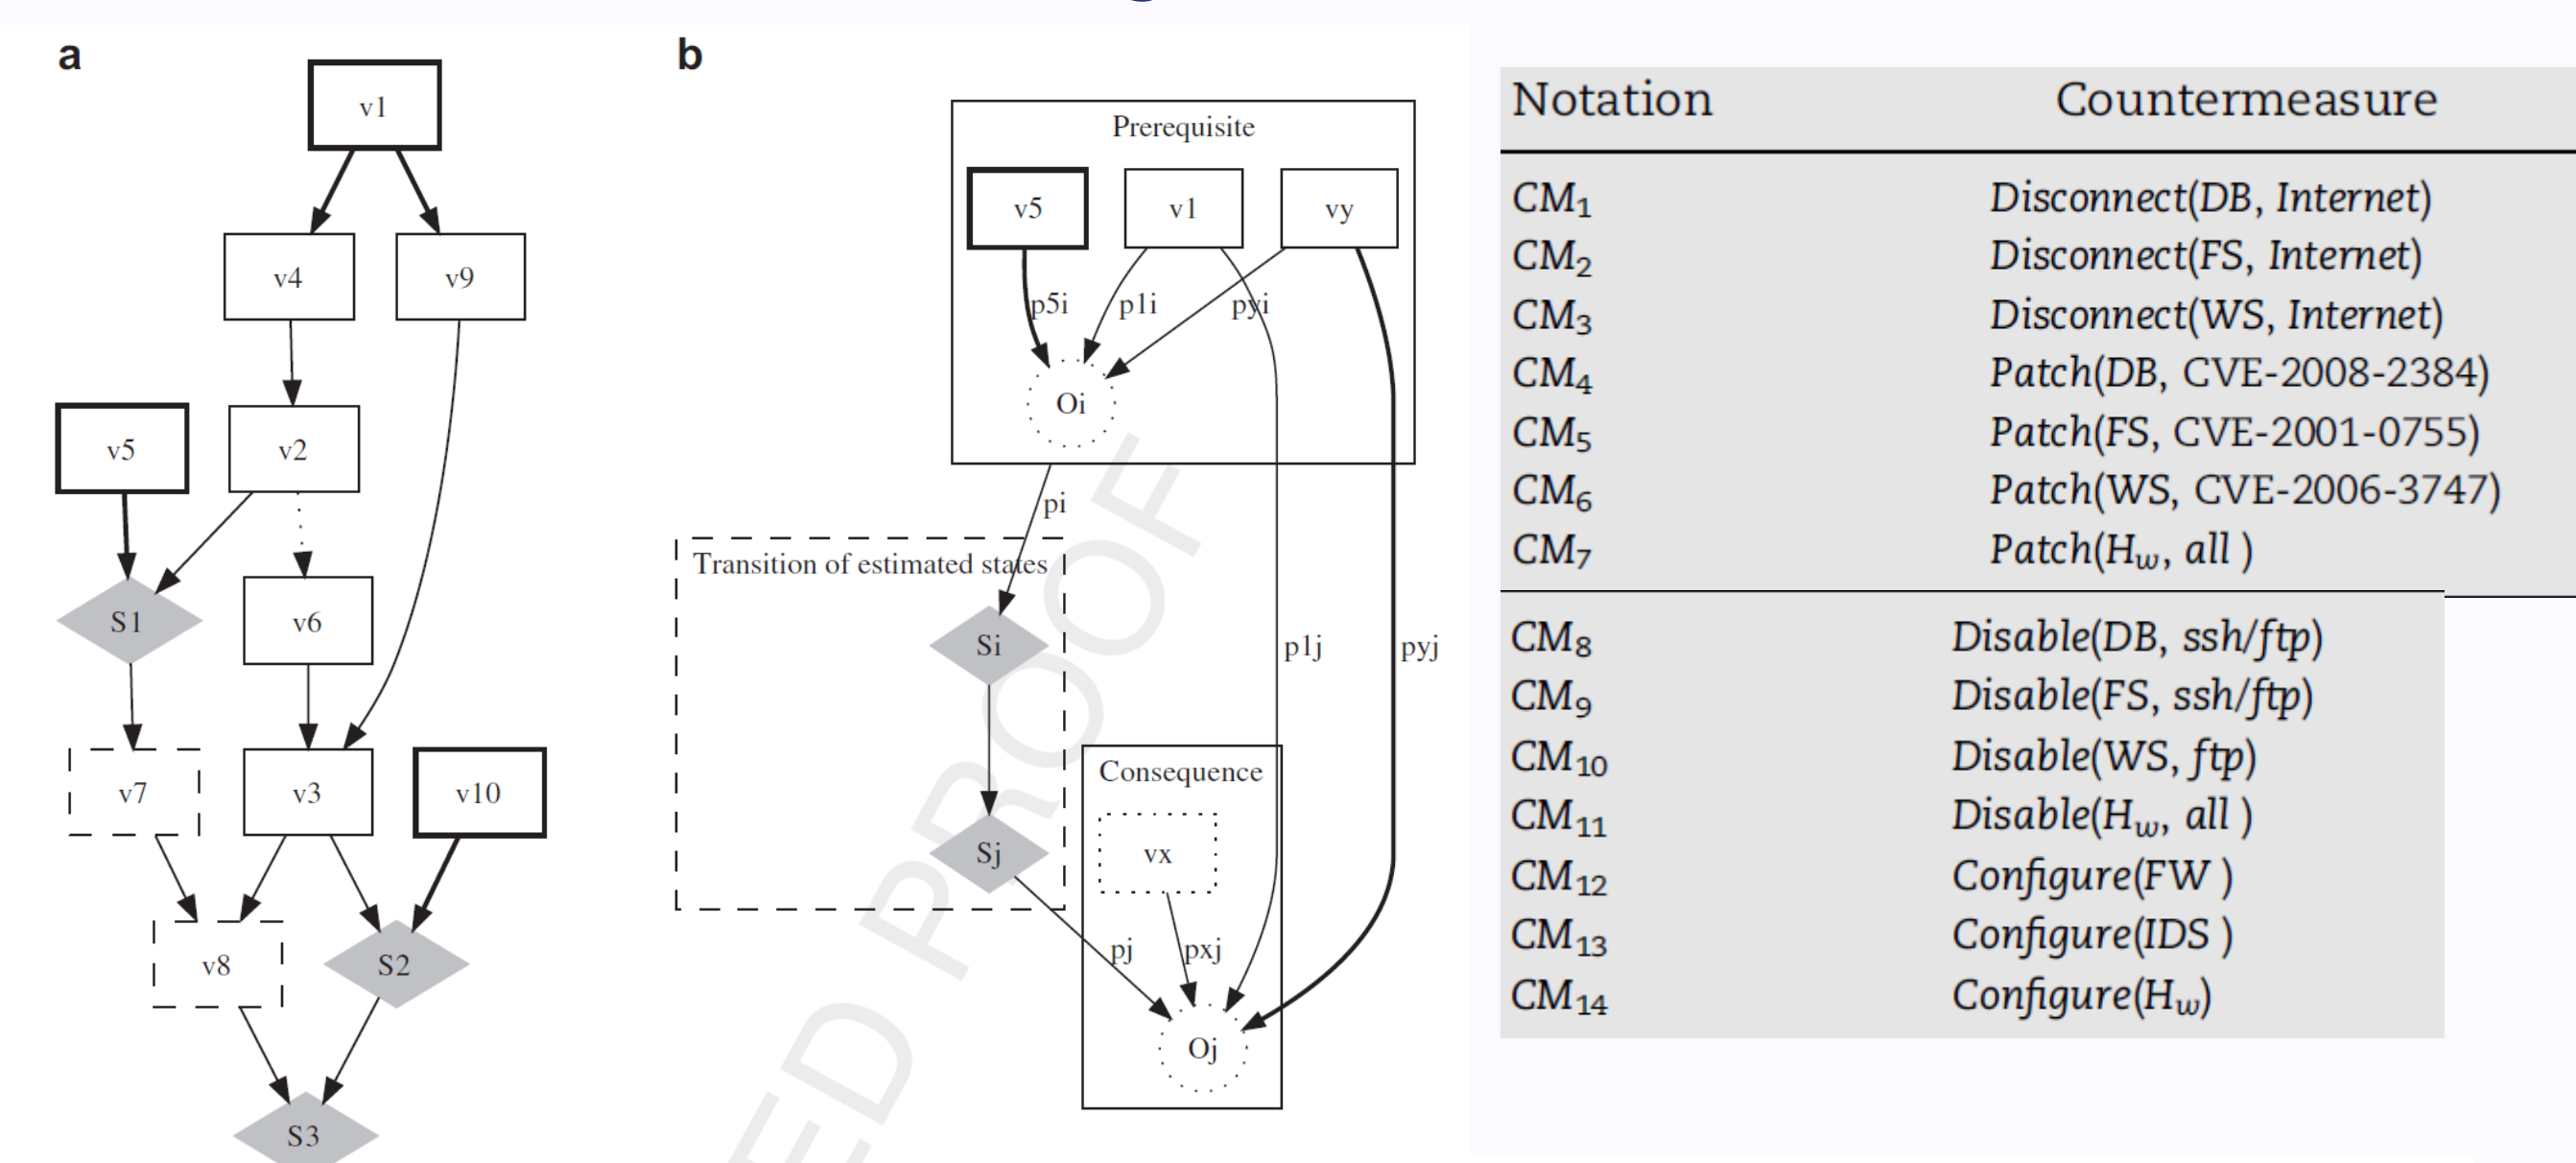 a
v1
v4
v9
v5
v2
S1
v6
v7
v3
v10
v8
S2
S3
b
Prerequisite
v5
v1
vy
p5i
p1i
pyi
Oi
pi
Transition of estimated states
Si
p1j
pyj
Sj
Consequence
vx
pj
pxj
Oj
ED PROOF
Notation Countermeasure
CM1 Disconnect(DB, Internet)
CM2 Disconnect(FS, Internet)
CM3 Disconnect(WS, Internet)
CM4 Patch(DB, CVE-2008-2384)
CM5 Patch(FS, CVE-2001-0755)
CM6 Patch(WS, CVE-2006-3747)
CM7 Patch(Hw, all )
CM8 Disable(DB, ssh/ftp)
CM9 Disable(FS, ssh/ftp)
CM10 Disable(WS, ftp)
CM11 Disable(Hw, all )
CM12 Configure(FW )
CM13 Configure(IDS )
CM14 Configure(Hw)